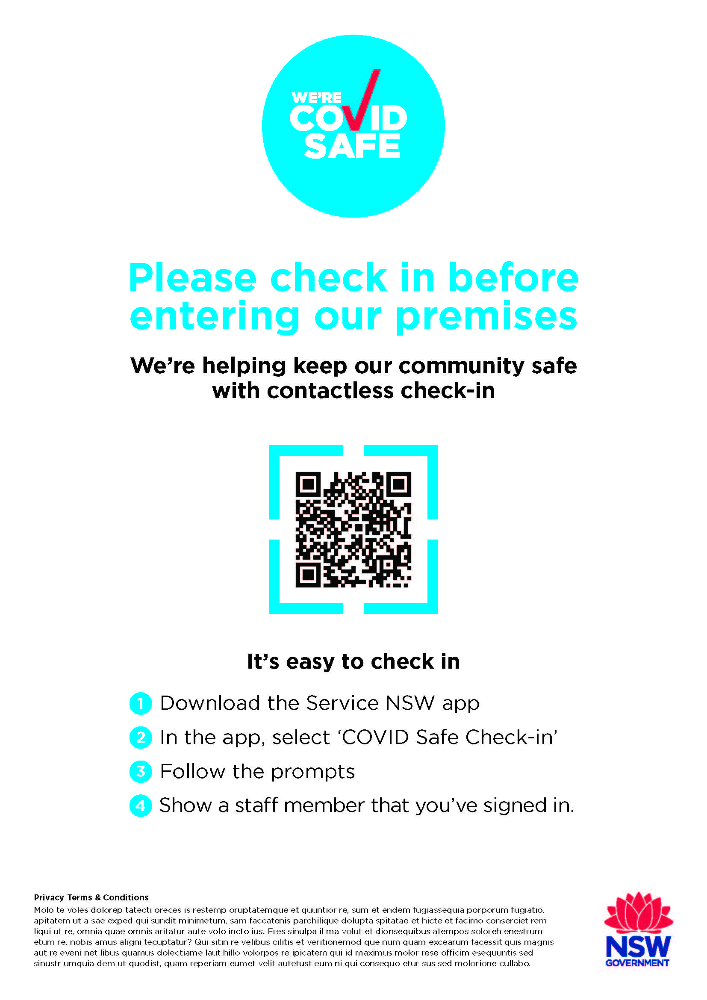 WE'RE
COVID
SAFE
Please check in before
entering our premises
We're helping keep our community safe
with contactless check-in
It's easy to check in
1 Download the Service NSW app
2 In the app, select ‘COVID Safe Check-in’
3 Follow the prompts
4 Show a staff member that you've signed in.
Privacy Terms & Conditions
Molo te voles dolorep tatecti oreces is restemp oruptatemque et quuntior re, sum et endem fugiassequia porporum fugiatio.
apitatem ut a sae exped qui sundit minimetum, sam faccatenis parchilique dolupta spitatae et hicte et facimo conserciet rem
liqui ut re, omnia quae omnis aritatur aute volo incto ius. Eres sinulpa il ma volut et dionsequibus atempos soloreh enestrum
etum re, nobis amus aligni tecuptatur? Qui sitin re velibus cilitis et veritionemod que num quam excearum facessit quis magnis
aut re eveni net libus quamus dolectiame laut hillo volorpos re ipicatem qui id maximus molor rese officim esequuntis sed
sinustr umquia dem ut quodist, quam reperiam eumet velit autetust eum ni qui consequo etur sus sed molorione cullabo.
NSW
GOVERNMENT